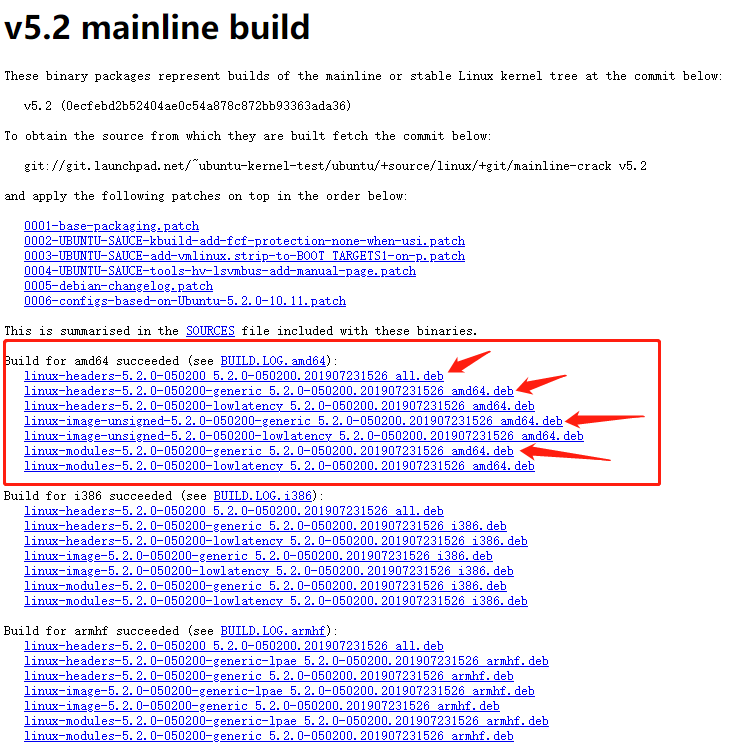 v5.2 mainline build
These binary packages represent builds of the mainline or stable Linux kernel tree at the commit below:
v5.2 (0ecfebd2b52404ae0c54a878c872bb93363ada36)
To obtain the source from which they are built fetch the commit below:
git://git.launchpad.net/~ubuntu-kernel-test/ubuntu/+source/linux/+git/mainline-crack v5.2
and apply the following patches on top in the order below:
0001-base-packaging.patch
0002-UBUNTU-SAUCE-kbuild-add-fcf-protection-none-when-usi.patch
0003-UBUNTU-SAUCE-add-vmlinux.strip-to-BOOT_TARGETS1-on-p.patch
0004-UBUNTU-SAUCE-tools-hv-lsvmbus-add-manual-page.patch
0005-debian-changelog.patch
0006-configs-based-on-Ubuntu-5.2.0-10.11.patch
This is summarised in the SOURCES file included with these binaries.
Build for amd64 succeeded (see BUILD.LOG.amd64):
linux-headers-5.2.0-050200_5.2.0-050200.201907231526_all.deb
linux-headers-5.2.0-050200-generic_5.2.0-050200.201907231526_amd64.deb
linux-headers-5.2.0-050200-lowlatency_5.2.0-050200.201907231526_amd64.deb
linux-image-unsigned-5.2.0-050200-generic_5.2.0-050200.201907231526_amd64.deb
linux-image-unsigned-5.2.0-050200-lowlatency_5.2.0-050200.201907231526_amd64.deb
linux-modules-5.2.0-050200-generic_5.2.0-050200.201907231526_amd64.deb
linux-modules-5.2.0-050200-lowlatency_5.2.0-050200.201907231526_amd64.deb
Build for i386 succeeded (see BUILD.LOG.i386):
linux-headers-5.2.0-050200_5.2.0-050200.201907231526_all.deb
linux-headers-5.2.0-050200-generic_5.2.0-050200.201907231526_i386.deb
linux-headers-5.2.0-050200-lowlatency_5.2.0-050200.201907231526_i386.deb
linux-image-5.2.0-050200-generic_5.2.0-050200.201907231526_i386.deb
linux-image-5.2.0-050200-lowlatency_5.2.0-050200.201907231526_i386.deb
linux-modules-5.2.0-050200-generic_5.2.0-050200.201907231526_i386.deb
linux-modules-5.2.0-050200-lowlatency_5.2.0-050200.201907231526_i386.deb
Build for armhf succeeded (see BUILD.LOG.armhf):
linux-headers-5.2.0-050200_5.2.0-050200.201907231526_all.deb
linux-headers-5.2.0-050200-generic-lpae_5.2.0-050200.201907231526_armhf.deb
linux-headers-5.2.0-050200-generic_5.2.0-050200.201907231526_armhf.deb
linux-image-5.2.0-050200-generic-lpae_5.2.0-050200.201907231526_armhf.deb
linux-image-5.2.0-050200-generic_5.2.0-050200.201907231526_armhf.deb
linux-modules-5.2.0-050200-generic-lpae_5.2.0-050200.201907231526_armhf.deb
linux-modules-5.2.0-050200-generic_5.2.0-050200.201907231526_armhf.deb